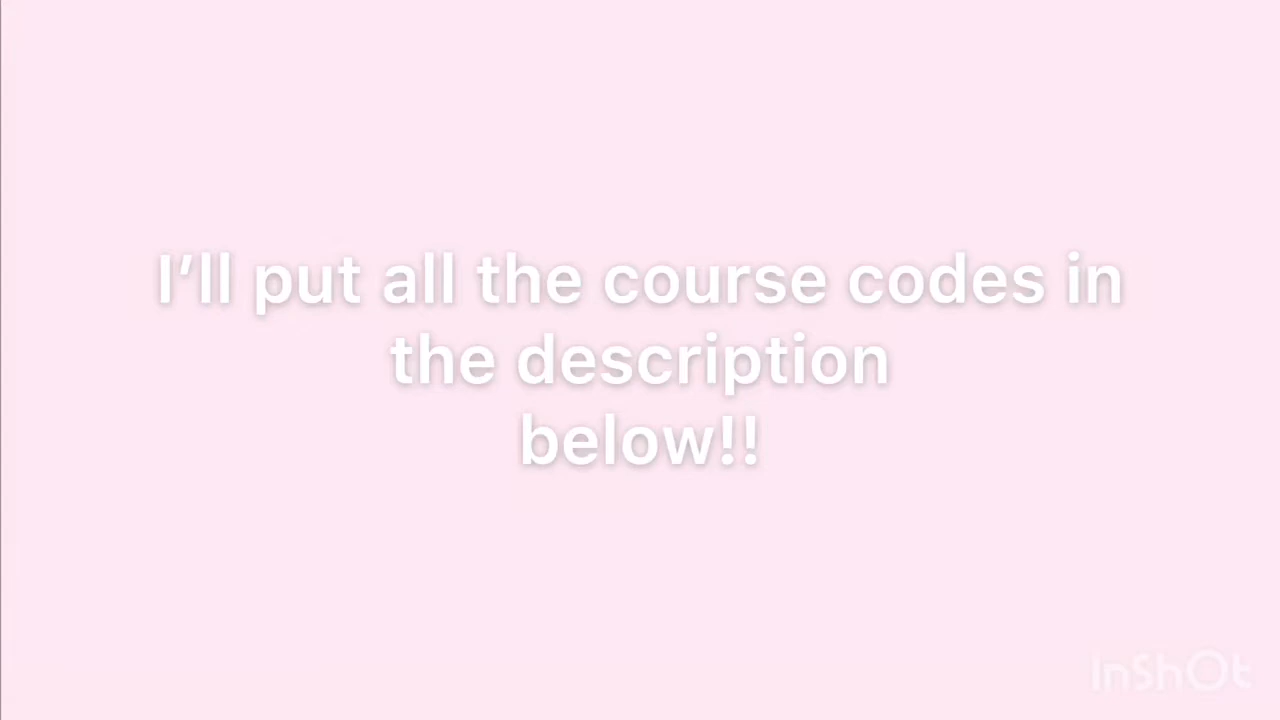 I’ll put all the course codes in
the description
below!!
InShOt